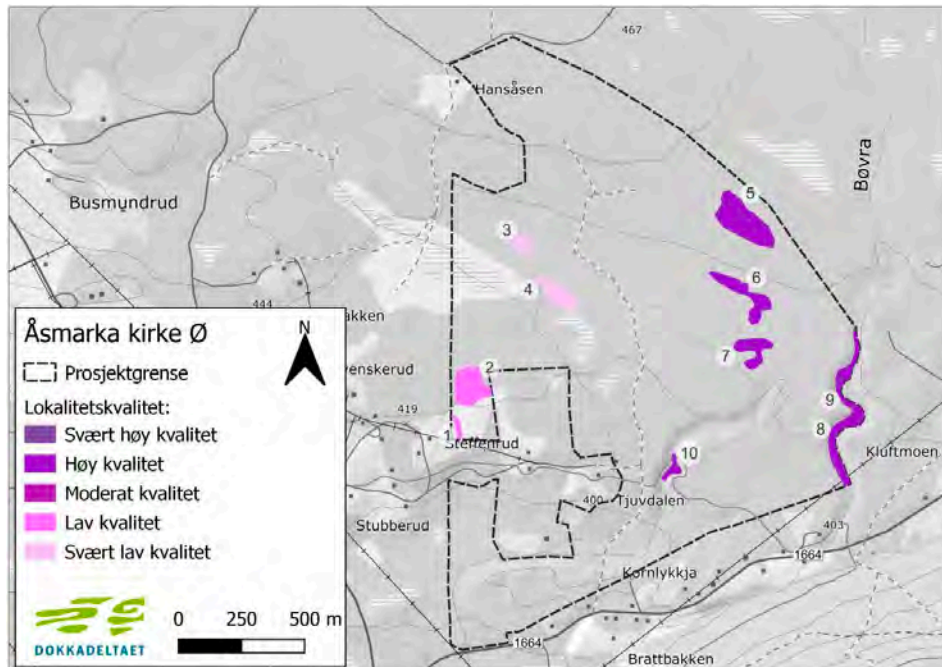 467
Hansåsen
Bøvra
Busmundrud
5
3
6
4
444
Åsmarka kirke Ø
N
Prosjektgrense
Lokalitetskvalitet:
Svært høy kvalitet
Høy kvalitet
Moderat kvalitet
Lav kvalitet
Svært lav kvalitet
DOKKADELTAET
0 250 500 m
akken
venskerud
7
2
419
9
1
Steffenrud
8
Kluftmoen
10
Tjuvdalen
400
Stubberud
403
1664
Kornlykkja
1664
Brattbakken